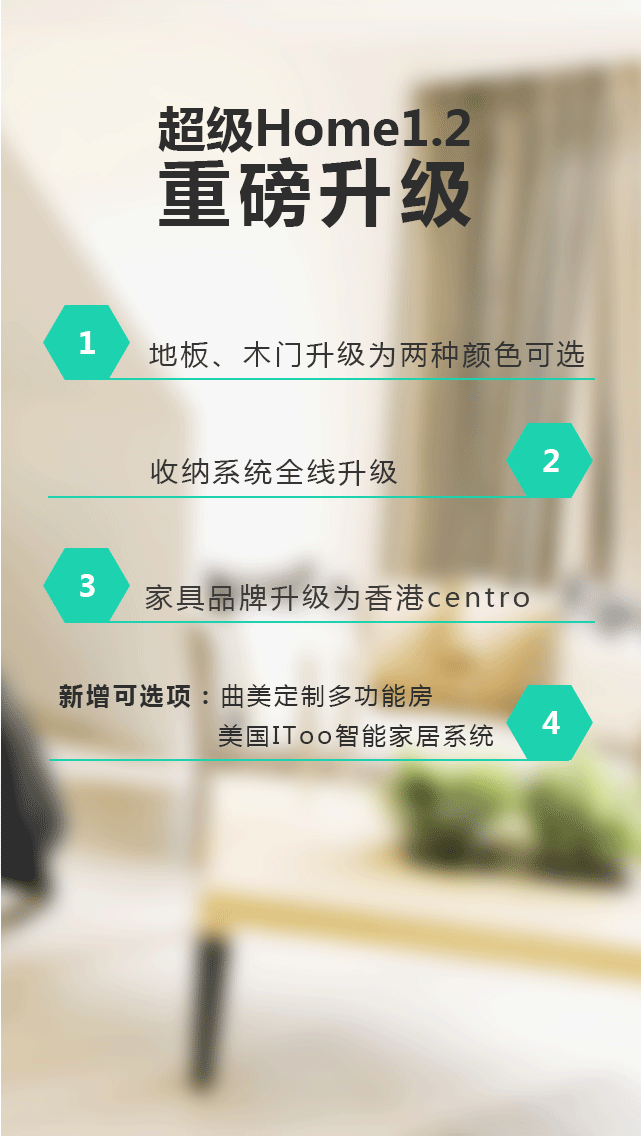 超级Home1.2
重磅升级
1
地板、木门升级为两种颜色可选
收纳系统全线升级
2
3
家具品牌升级为香港centro
新增可选项：曲美定制多功能房
美国IToo智能家居系统
4